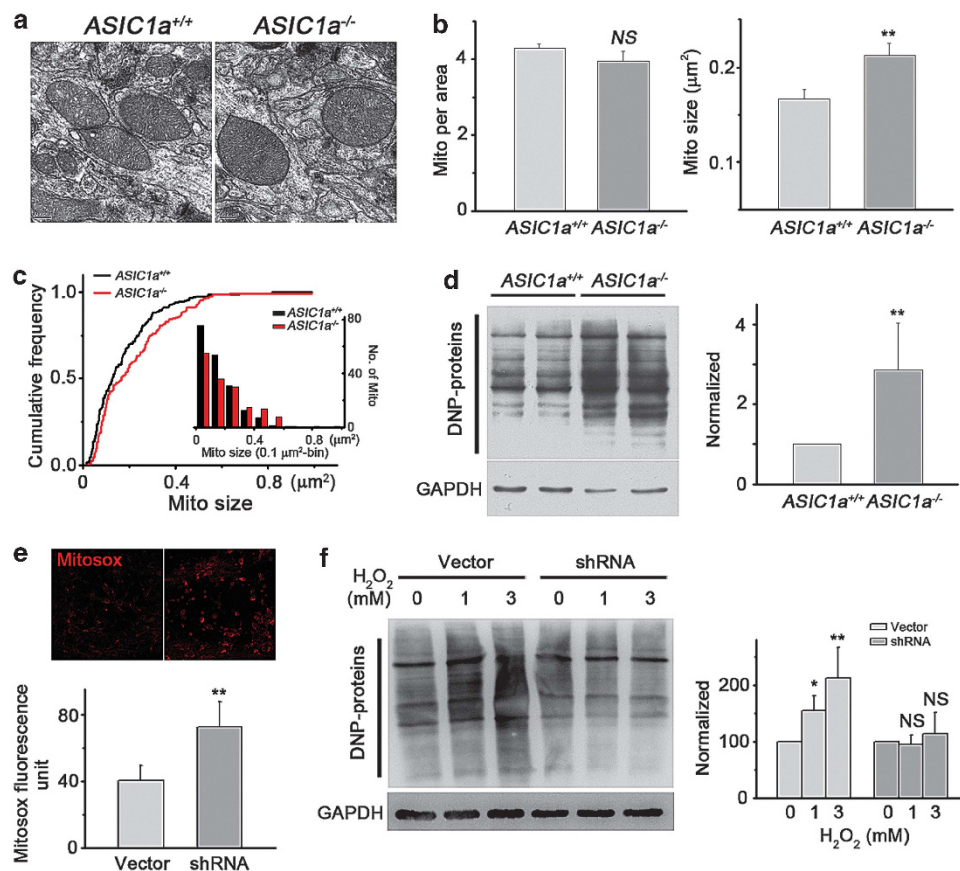 a
ASIC1a+/+ ASIC1a-/-
b
Mito per area
4
2
0
NS
ASIC1a+/+ ASIC1a-/-
Mito size (μm²)
0.2
0.1
**
ASIC1a+/+ ASIC1a-/-
c
Cumulative frequency
1.0
0.5
0.0
ASIC1a+/+
ASIC1a-/-
ASIC1a+/+
ASIC1a-/-
80
40
0
No. of Mito
0 0.4 0.8 (μm²)
Mito size (0.1 μm²-bin)
0 0.4 0.8 (μm²)
Mito size
d
ASIC1a+/+ ASIC1a-/-
DNP-proteins
GAPDH
Normalized
4
2
0
**
ASIC1a+/+ ASIC1a-/-
e
Mitosox
Mitosox fluorescence
unit
80
40
0
**
Vector shRNA
f
Vector shRNA
H₂O₂
(mM) 0 1 3 0 1 3
DNP-proteins
GAPDH
Vector
shRNA
Normalized
200
100
0
* ** NS NS
0 1 3 0 1 3
H₂O₂ (mM)